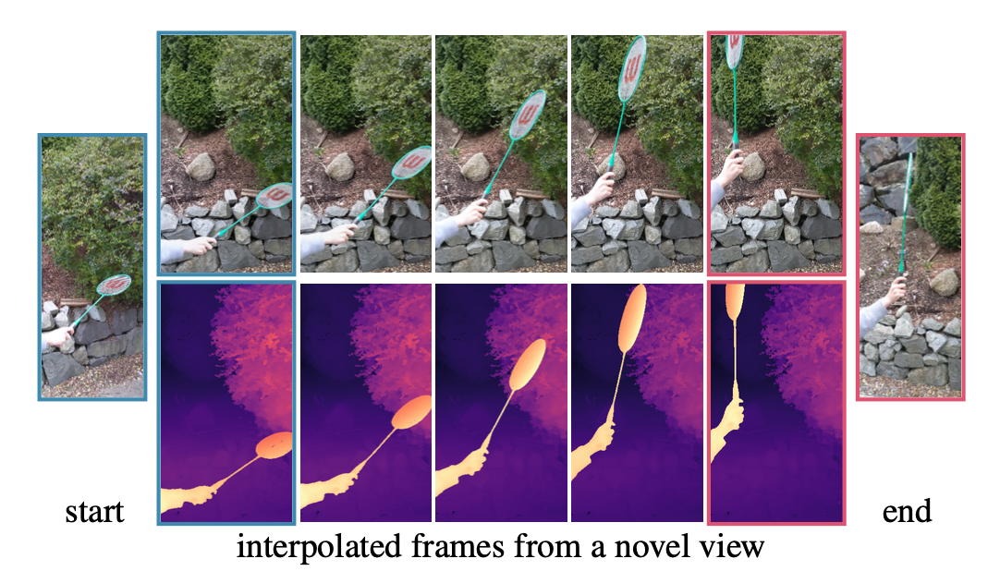 start
end
interpolated frames from a novel view